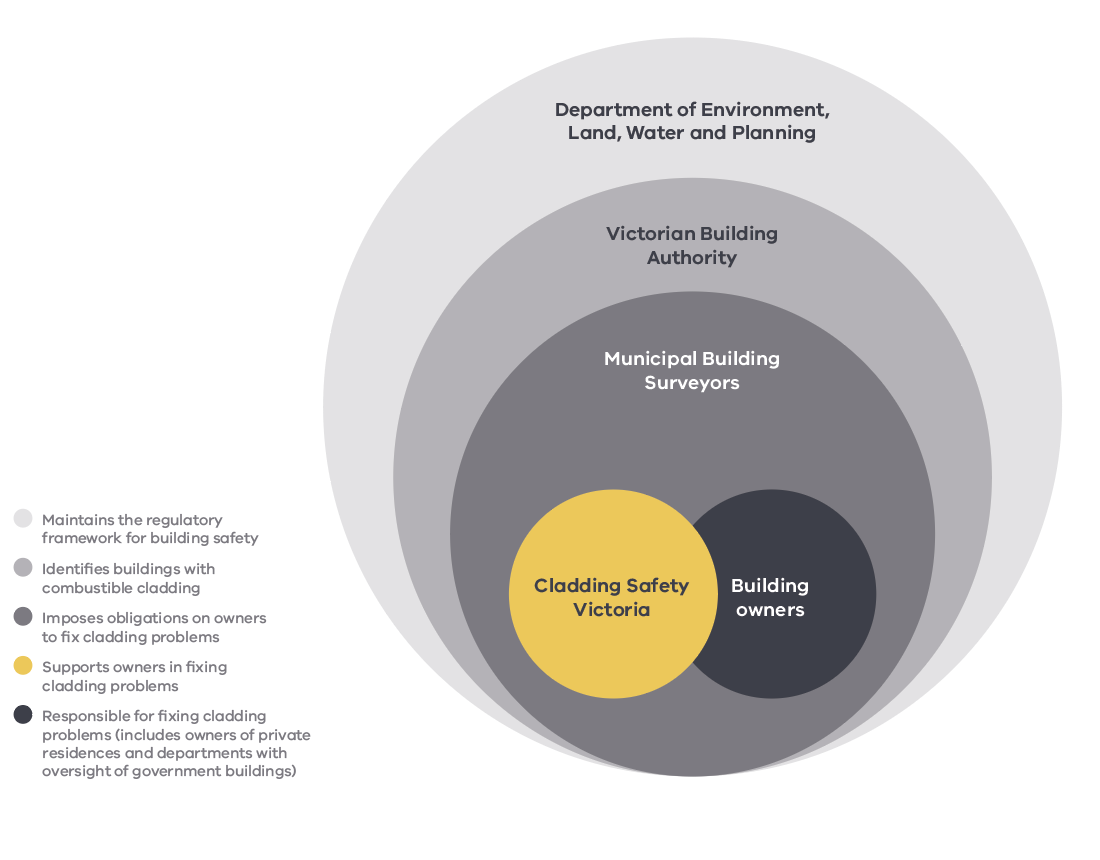 Department of Environment,
Land, Water and Planning
Victorian Building
Authority
Municipal Building
Surveyors
Cladding Safety
Victoria
Building
owners
Maintains the regulatory
framework for building safety
Identifies buildings with
combustible cladding
Imposes obligations on owners
to fix cladding problems
Supports owners in fixing
cladding problems
Responsible for fixing cladding
problems (includes owners of private
residences and departments with
oversight of government buildings)